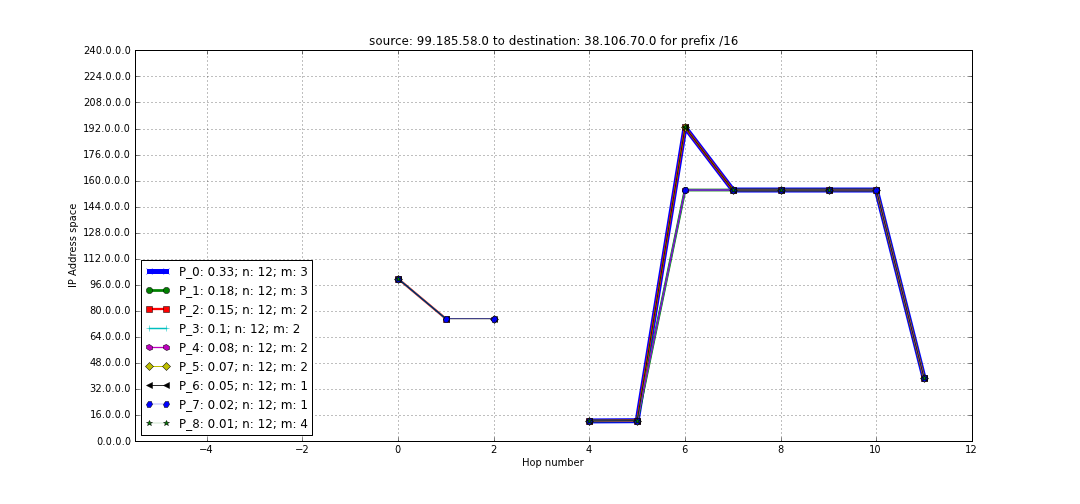 source: 99.185.58.0 to destination: 38.106.70.0 for prefix /16
240.0.0.0
224.0.0.0
208.0.0.0
192.0.0.0
176.0.0.0
160.0.0.0
144.0.0.0
128.0.0.0
112.0.0.0
96.0.0.0
80.0.0.0
64.0.0.0
48.0.0.0
32.0.0.0
16.0.0.0
0.0.0.0
IP Address space
P_0: 0.33; n: 12; m: 3
P_1: 0.18; n: 12; m: 3
P_2: 0.15; n: 12; m: 2
P_3: 0.1; n: 12; m: 2
P_4: 0.08; n: 12; m: 2
P_5: 0.07; n: 12; m: 2
P_6: 0.05; n: 12; m: 1
P_7: 0.02; n: 12; m: 1
P_8: 0.01; n: 12; m: 4
−4 −2 0 2 4 6 8 10 12
Hop number